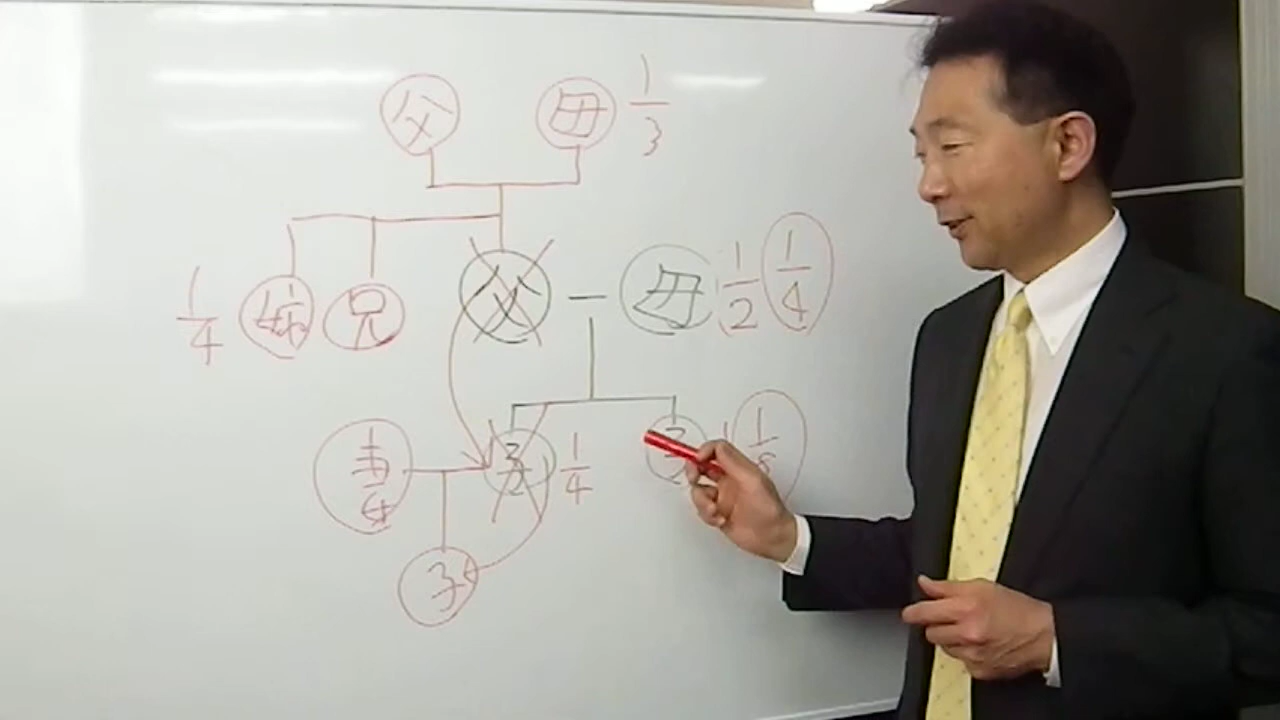 父 母 1/3
1/4 姉 兄 父 母 1/2 1/4
子 1/4 子 1/8
子